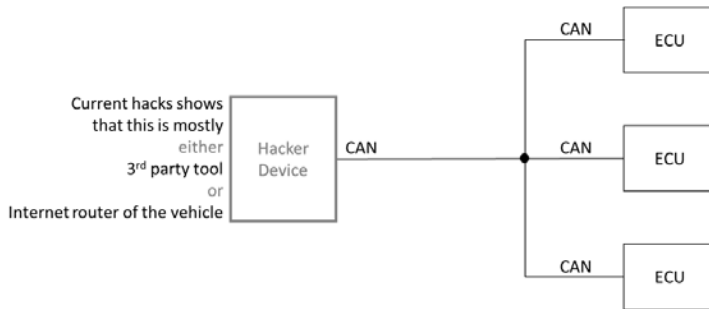 CAN
ECU
Current hacks shows
that this is mostly
either
3rd party tool
or
Internet router of the vehicle
Hacker
Device
CAN
CAN
ECU
CAN
ECU